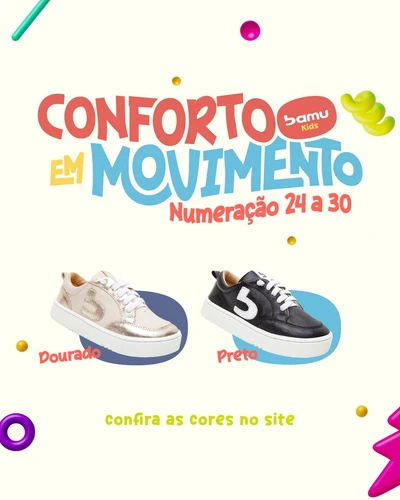 CONFORTO
bamu
Kids
EM MOVIMENTO
Numeração 24 a 30
Dourado
Preto
confira as cores no site